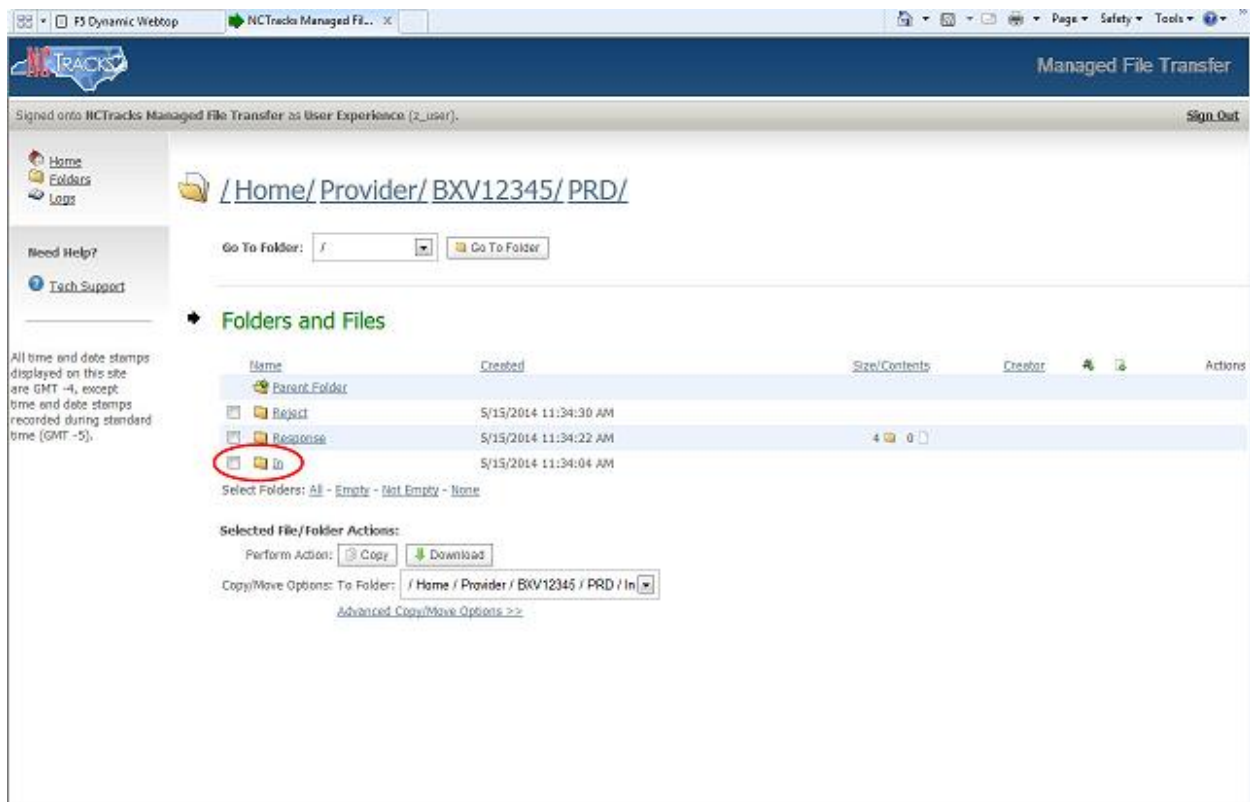 F5 Dynamic Webtop
NCTracks Managed Fil... X
Page Safety Tools
NCTRACKS
Managed File Transfer
Signed onto NCTracks Managed File Transfer as User Experience (z_user).
Sign Out
Home
Folders
Logs
/Home/Provider/BXV12345/PRD/
Need Help?
Go To Folder: / Go To Folder
Tech Support
Folders and Files
All time and date stamps
displayed on this site
are GMT -4, except
time and date stamps
recorded during standard
time (GMT -5).
Name Created Size/Contents Creator Actions
Parent Folder
Reject 5/15/2014 11:34:30 AM
Response 5/15/2014 11:34:22 AM 4 0
In 5/15/2014 11:34:04 AM
Select Folders: All - Empty - Not Empty - None
Selected File/Folder Actions:
Perform Action: Copy Download
Copy/Move Options: To Folder: / Home / Provider / BXV12345 / PRD / In
Advanced Copy/Move Options >>